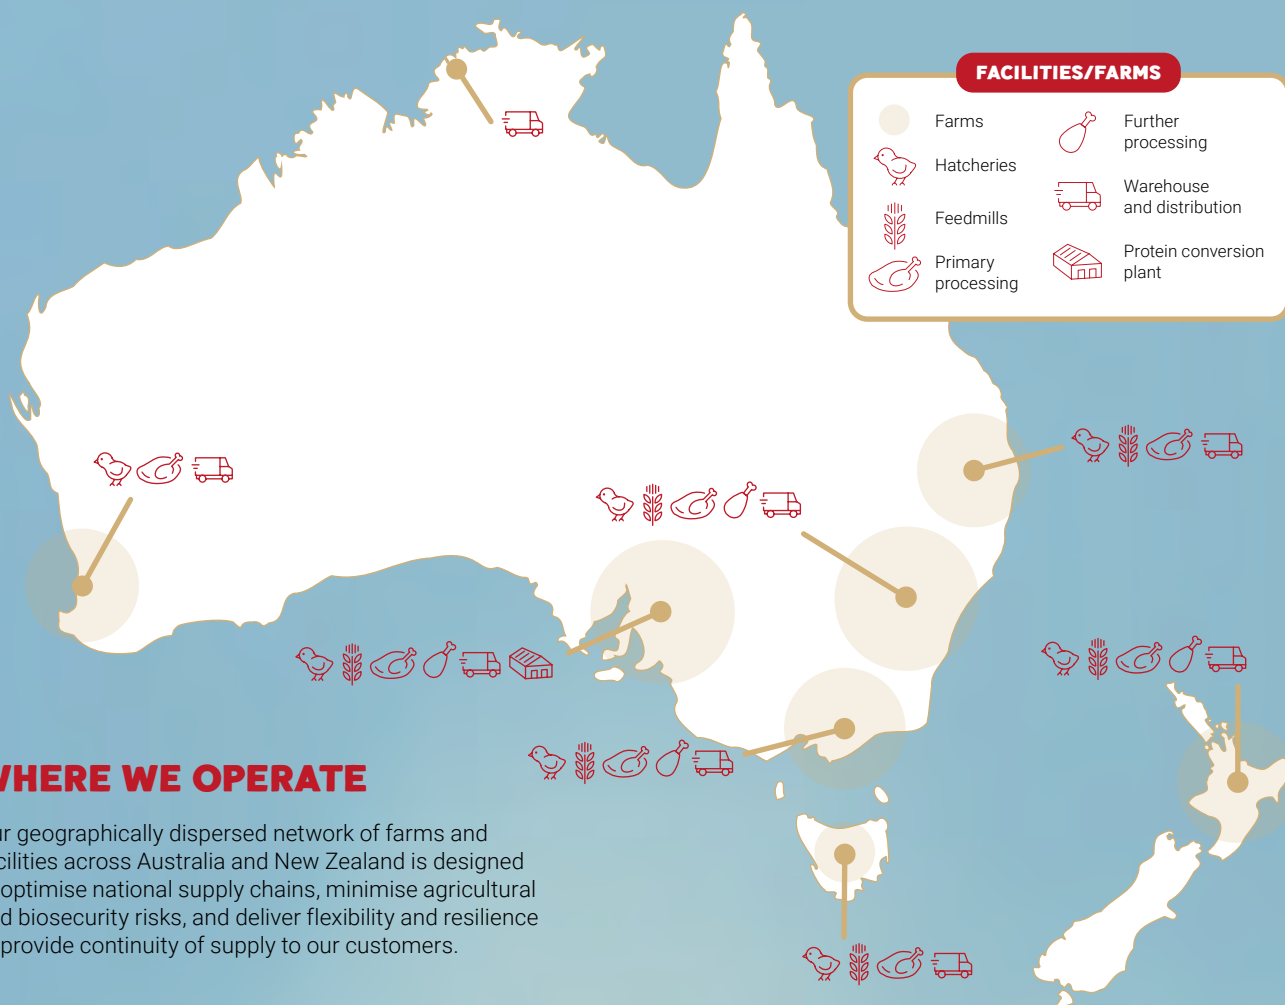 FACILITIES/FARMS
Farms
Hatcheries
Feedmills
Primary
processing
Further
processing
Warehouse
and distribution
Protein conversion
plant
WHERE WE OPERATE
ur geographically dispersed network of farms and
cilities across Australia and New Zealand is designed
optimise national supply chains, minimise agricultural
d biosecurity risks, and deliver flexibility and resilience
provide continuity of supply to our customers.